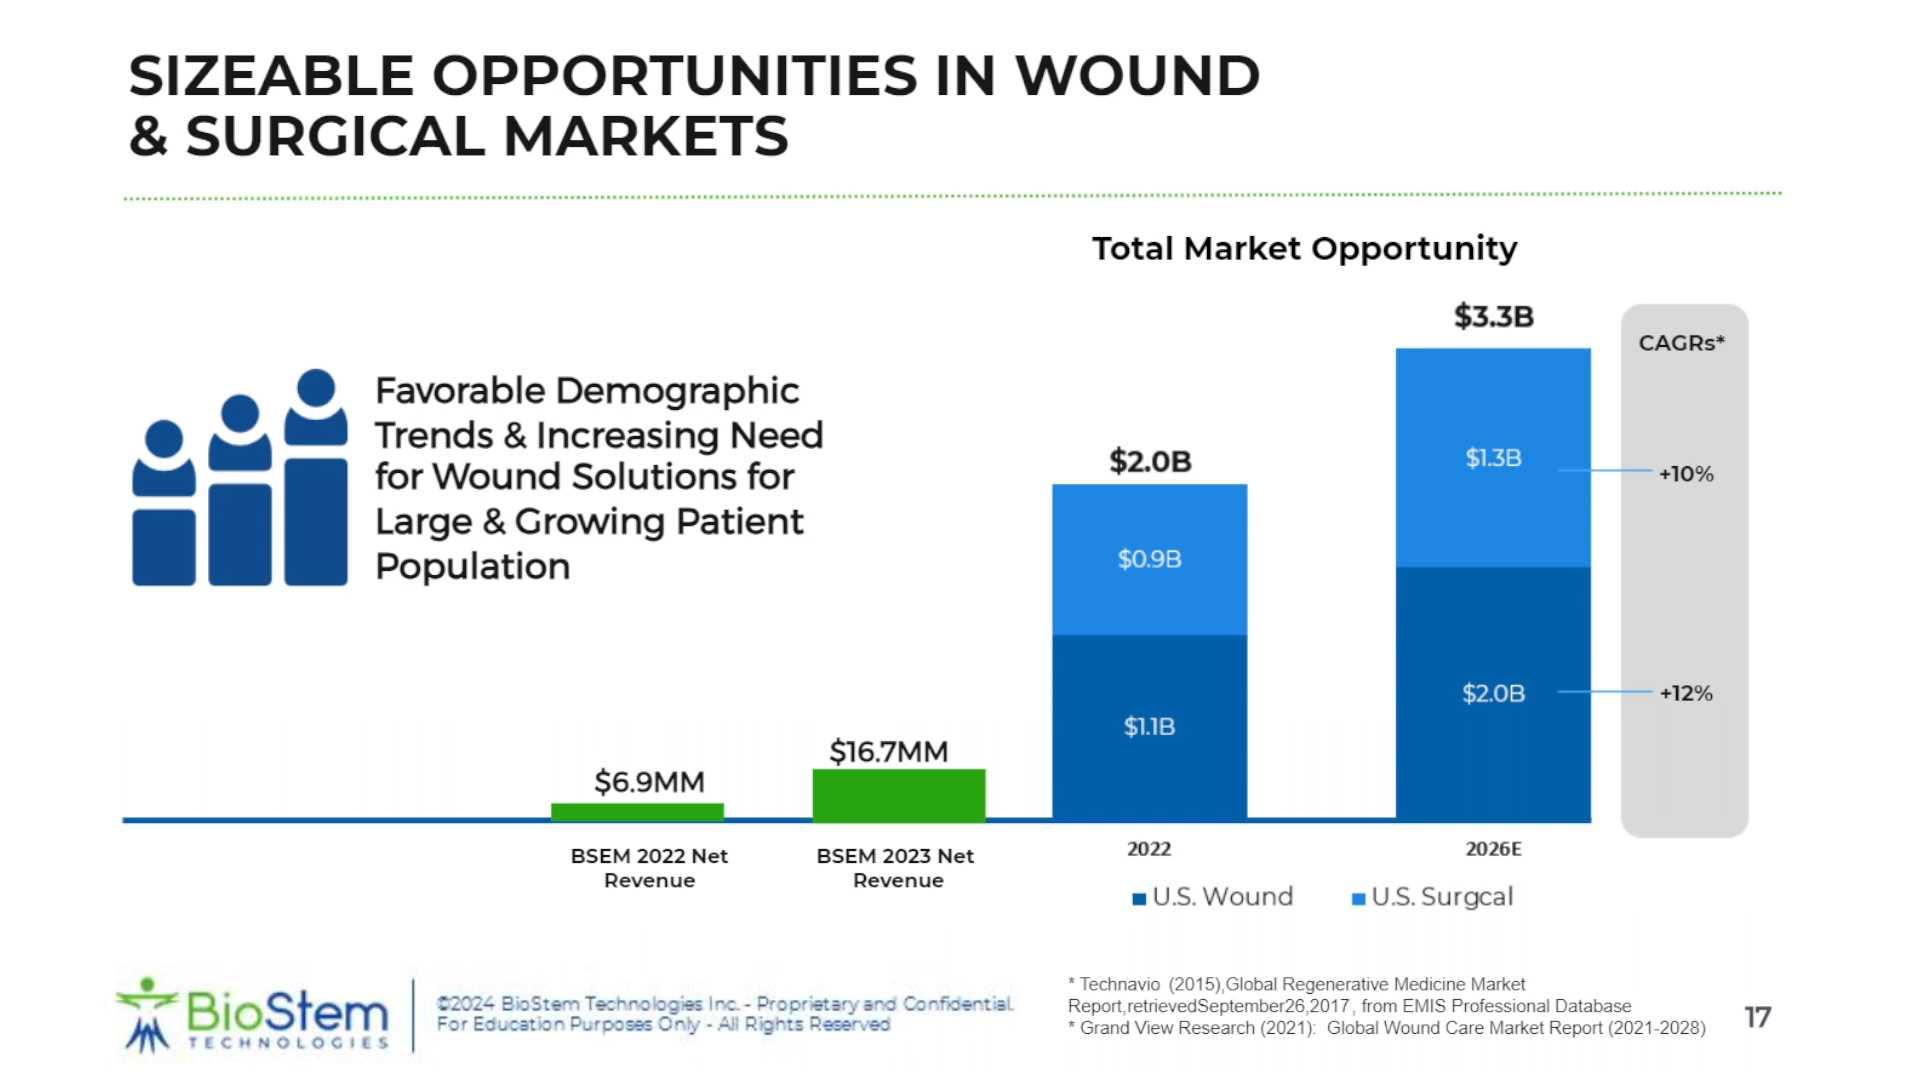 SIZEABLE OPPORTUNITIES IN WOUND
& SURGICAL MARKETS
Total Market Opportunity
Favorable Demographic
Trends & Increasing Need
for Wound Solutions for
Large & Growing Patient
Population
$6.9MM
$16.7MM
$2.0B
$0.9B
$1.1B
$3.3B
$1.3B
$2.0B
CAGRs*
+10%
+12%
BSEM 2022 Net
Revenue
BSEM 2023 Net
Revenue
2022
2026E
U.S. Wound
U.S. Surgcal
BioStem
TECHNOLOGIES
©2024 BioStem Technologies Inc. - Proprietary and Confidential.
For Education Purposes Only - All Rights Reserved
* Technavio (2015),Global Regenerative Medicine Market
Report,retrievedSeptember26,2017, from EMIS Professional Database
* Grand View Research (2021): Global Wound Care Market Report (2021-2028)
17